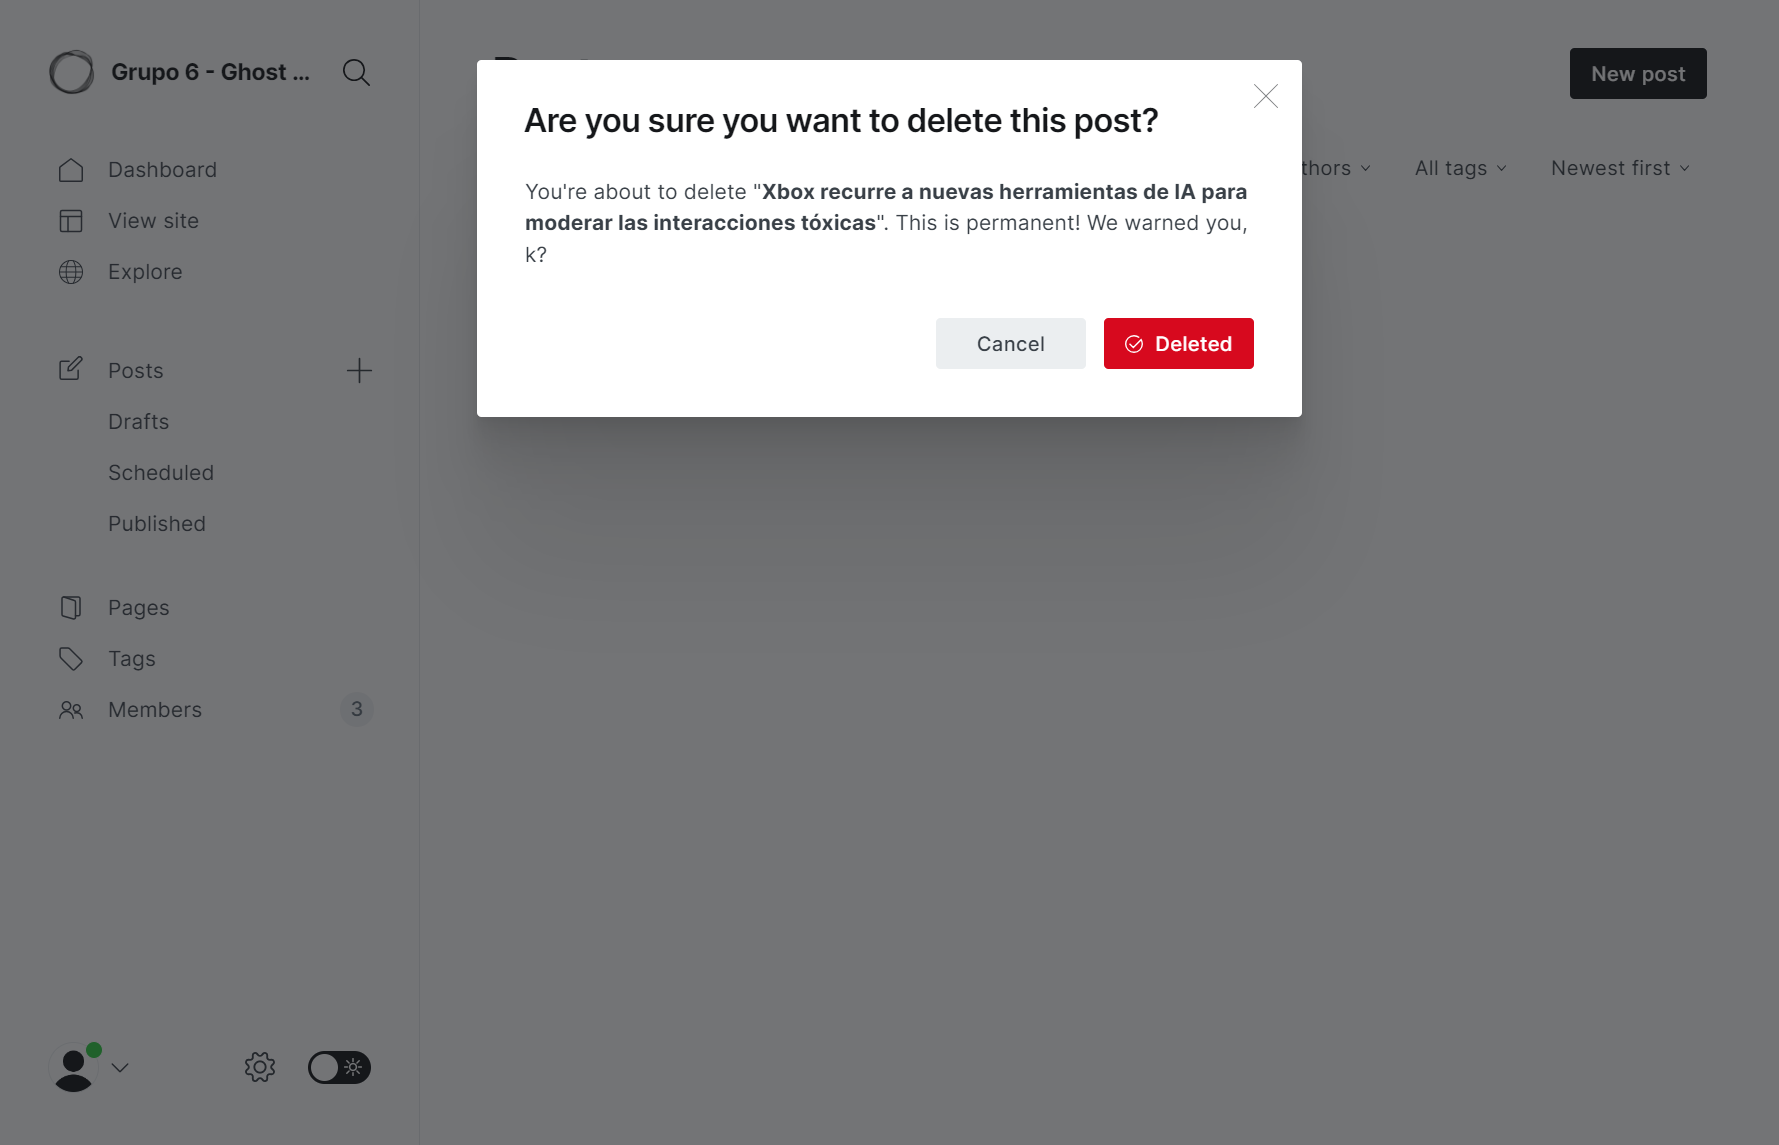 Grupo 6 - Ghost ...
Dashboard
View site
Explore
Posts
Drafts
Scheduled
Published
Pages
Tags
Members
3
New post
thors
All tags
Newest first
Are you sure you want to delete this post?
You're about to delete "Xbox recurre a nuevas herramientas de IA para
moderar las interacciones tóxicas". This is permanent! We warned you,
k?
Cancel
Deleted